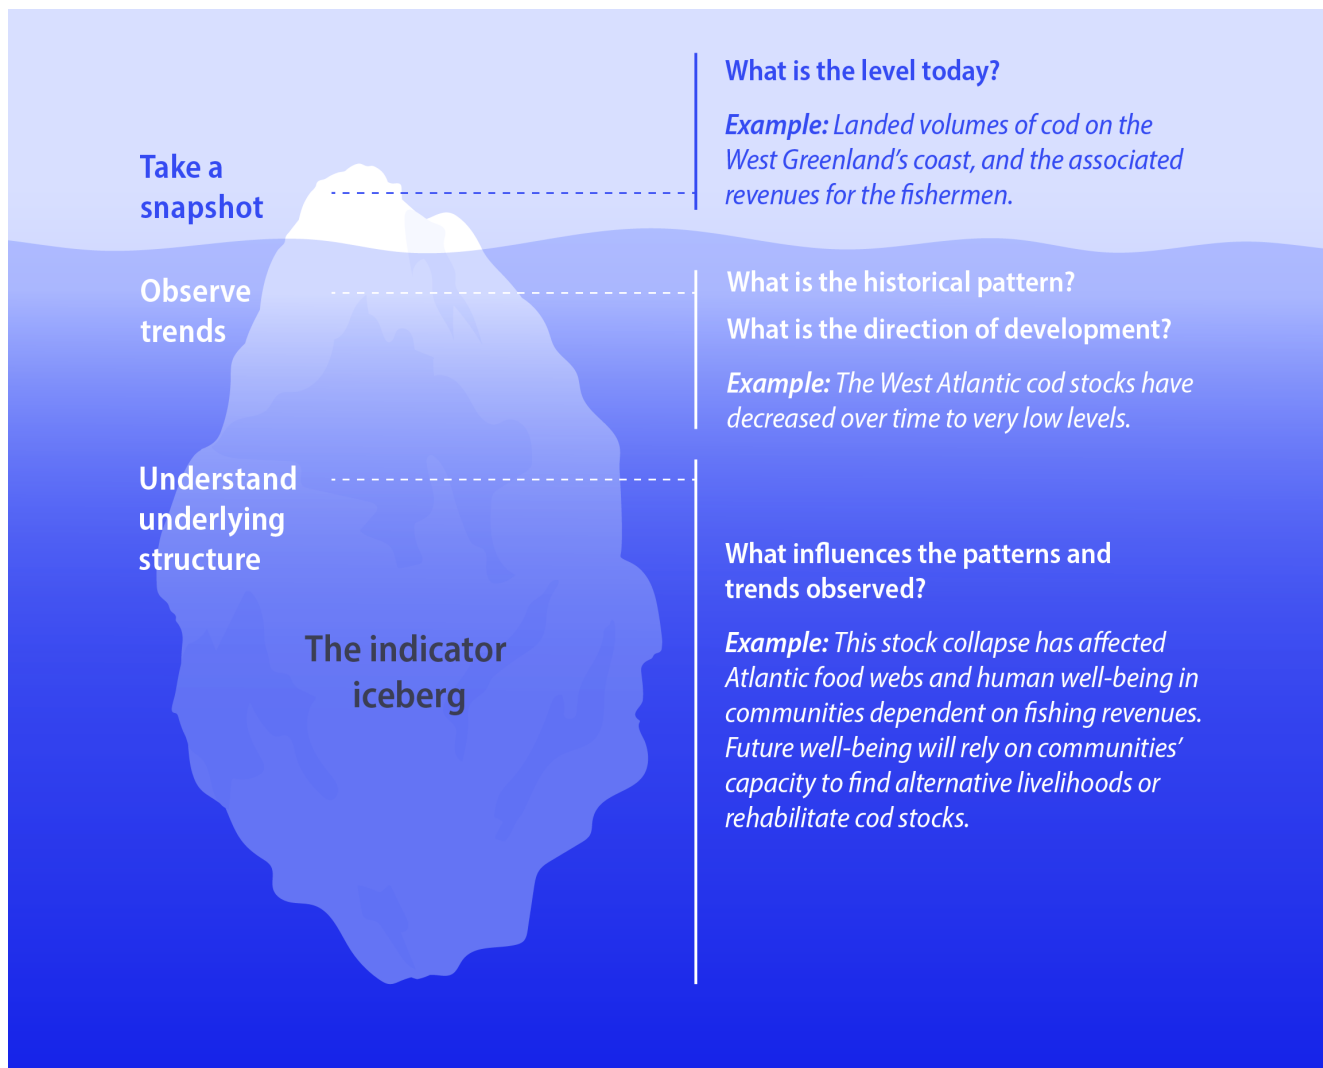 Take a
snapshot
What is the level today?
Example: Landed volumes of cod on the
West Greenland’s coast, and the associated
revenues for the fishermen.
Observe
trends
What is the historical pattern?
What is the direction of development?
Example: The West Atlantic cod stocks have
decreased over time to very low levels.
Understand
underlying
structure
What influences the patterns and
trends observed?
Example: This stock collapse has affected
Atlantic food webs and human well-being in
communities dependent on fishing revenues.
Future well-being will rely on communities’
capacity to find alternative livelihoods or
rehabilitate cod stocks.
The indicator
iceberg